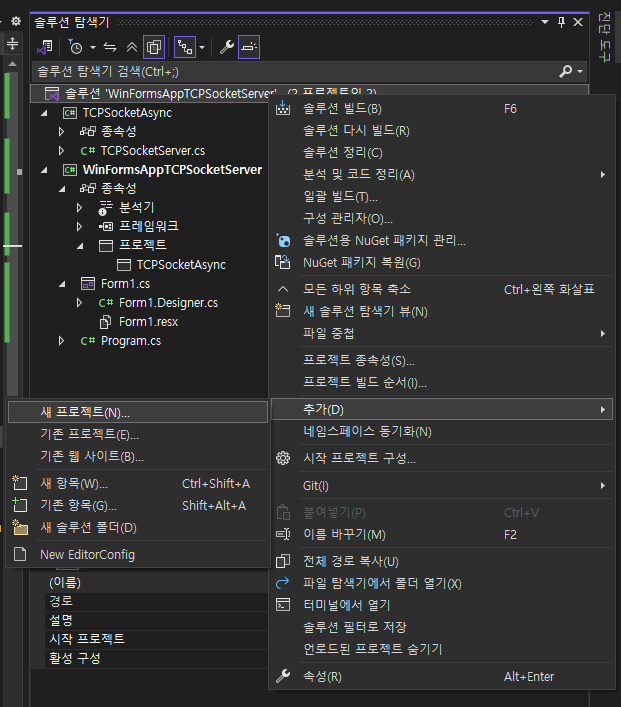 솔루션 탐색기
진단 도구
솔루션 탐색기 검색(Ctrl+;)
솔루션 'WinFormsAppTCPSocketServer' (2 프로젝트의 2)
TCPSocketAsync
종속성
C# TCPSocketServer.cs
WinFormsAppTCPSocketServer
종속성
분석기
프레임워크
프로젝트
TCPSocketAsync
Form1.cs
C# Form1.Designer.cs
Form1.resx
C# Program.cs
솔루션 빌드(B) F6
솔루션 다시 빌드(R)
솔루션 정리(C)
분석 및 코드 정리(A)
일괄 빌드(T)...
구성 관리자(O)...
솔루션용 NuGet 패키지 관리...
NuGet 패키지 복원(G)
모든 하위 항목 축소 Ctrl+왼쪽 화살표
새 솔루션 탐색기 뷰(N)
파일 중첩
프로젝트 종속성(S)...
프로젝트 빌드 순서(I)...
추가(D)
네임스페이스 동기화(N)
시작 프로젝트 구성...
Git(I)
붙여넣기(P) Ctrl+V
이름 바꾸기(M) F2
전체 경로 복사(U)
파일 탐색기에서 폴더 열기(X)
터미널에서 열기
솔루션 필터로 저장
언로드된 프로젝트 숨기기
속성(R) Alt+Enter
새 프로젝트(N)...
기존 프로젝트(E)...
기존 웹 사이트(B)...
새 항목(W)... Ctrl+Shift+A
기존 항목(G)... Shift+Alt+A
새 솔루션 폴더(D)
New EditorConfig
(이름)
경로
설명
시작 프로젝트
활성 구성